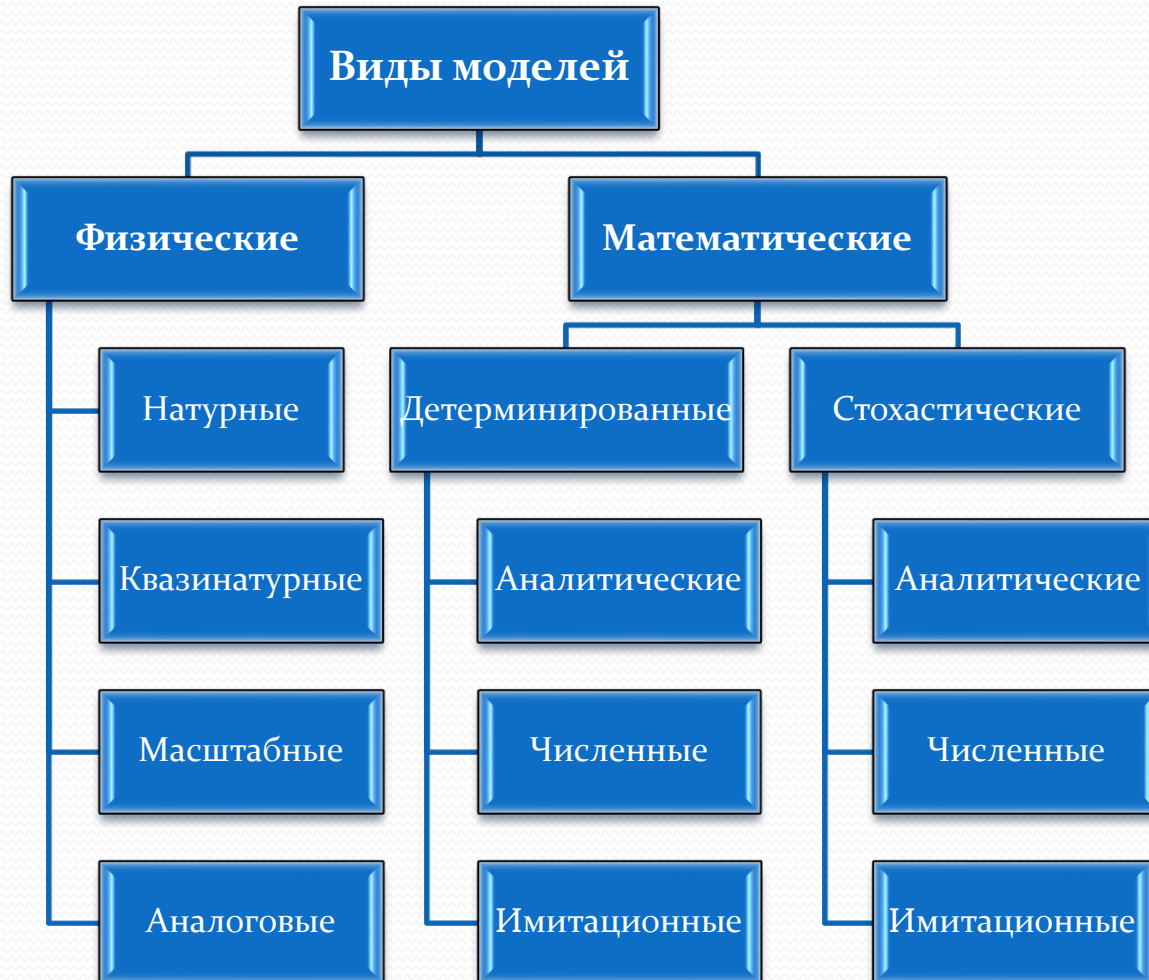 Виды моделей
Физические
Математические
Натурные
Детерминированные
Стохастические
Квазинатурные
Аналитические
Аналитические
Масштабные
Численные
Численные
Аналоговые
Имитационные
Имитационные